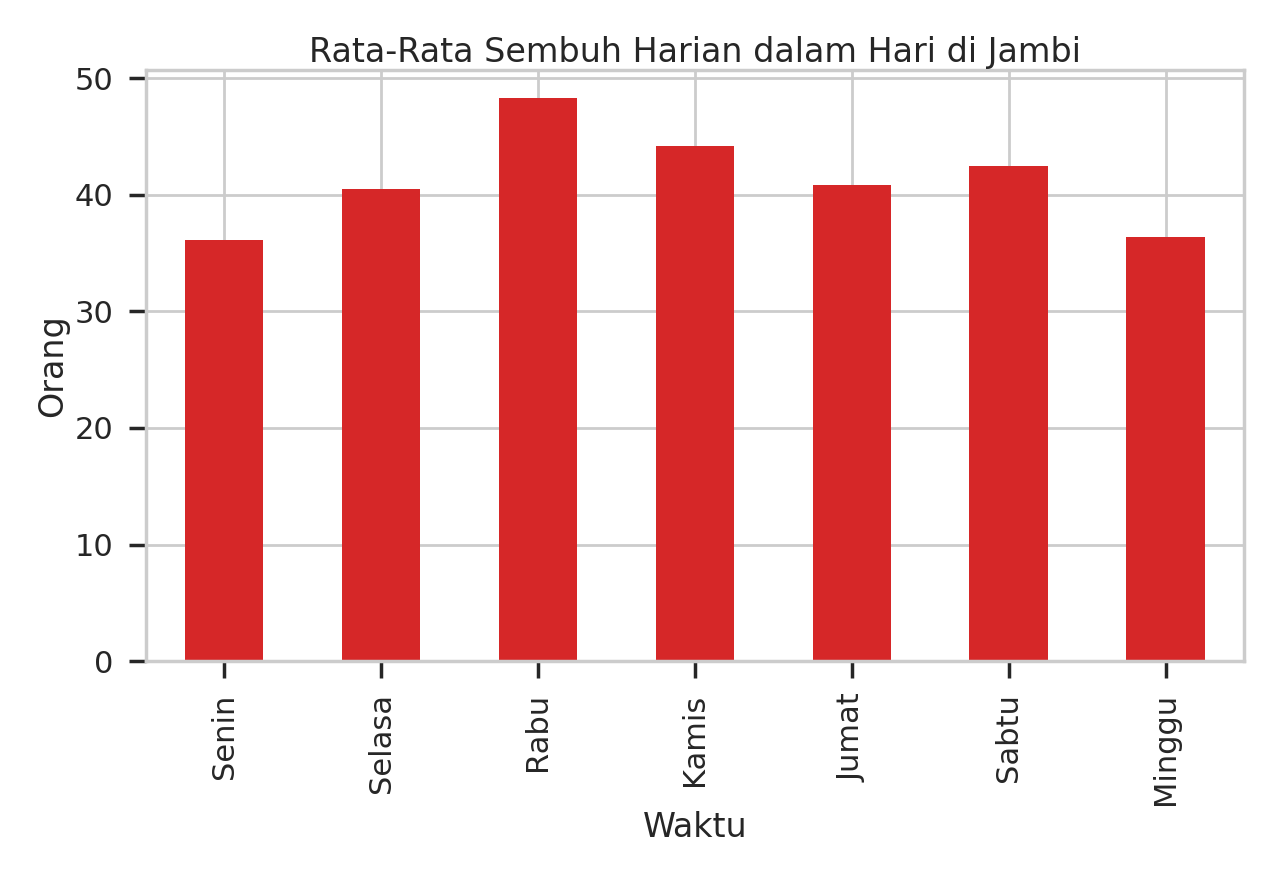 Rata-Rata Sembuh Harian dalam Hari di Jambi
50
40
30
20
10
0
Orang
Senin
Selasa
Rabu
Kamis
Jumat
Sabtu
Minggu
Waktu